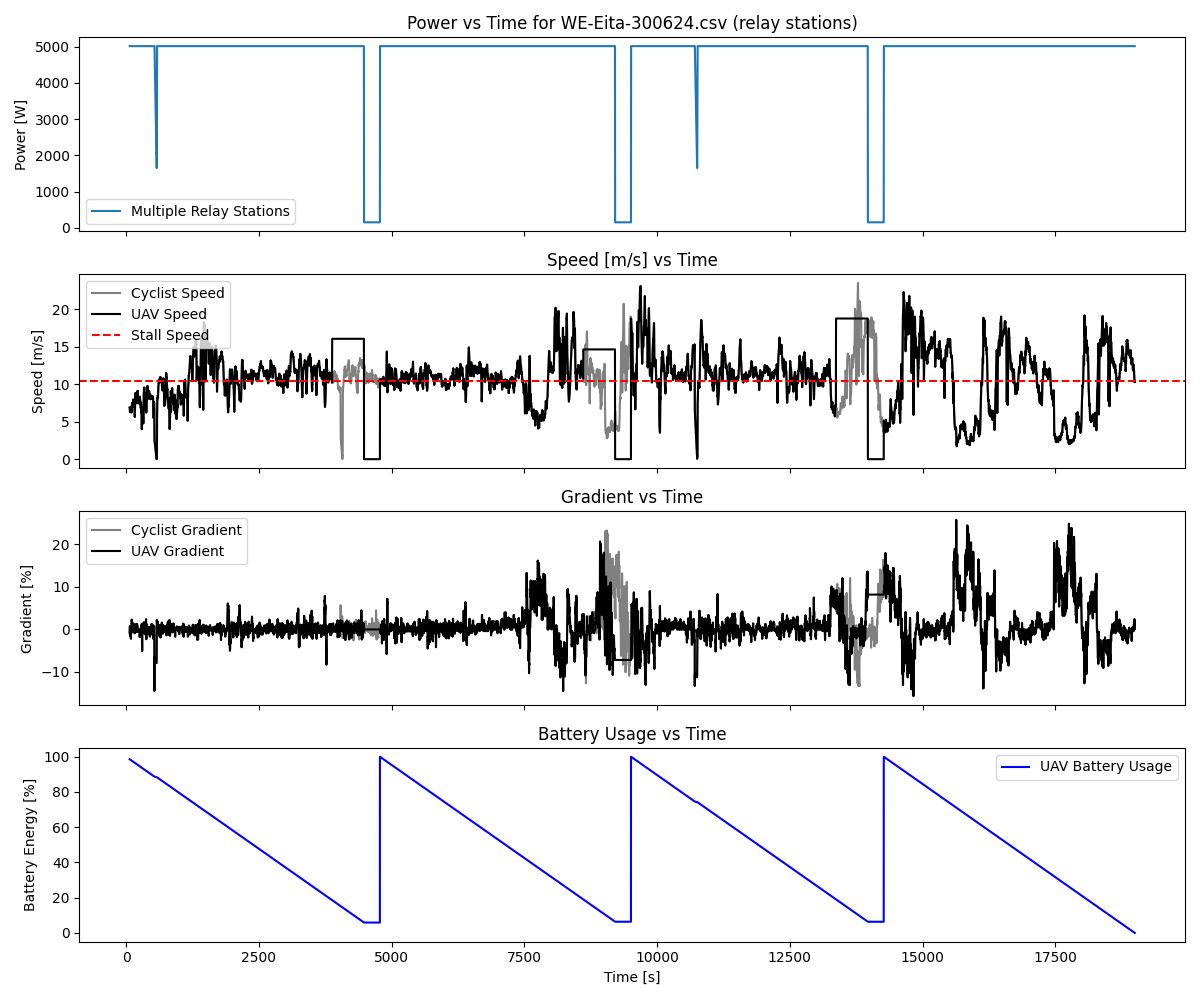 Power vs Time for WE-Eita-300624.csv (relay stations)
5000
4000
3000
2000
1000
0
Power [W]
Multiple Relay Stations
Speed [m/s] vs Time
20
15
10
5
0
Speed [m/s]
Cyclist Speed
UAV Speed
Stall Speed
Gradient vs Time
20
10
0
−10
Gradient [%]
Cyclist Gradient
UAV Gradient
Battery Usage vs Time
100
80
60
40
20
0
Battery Energy [%]
UAV Battery Usage
0 2500 5000 7500 10000 12500 15000 17500
Time [s]